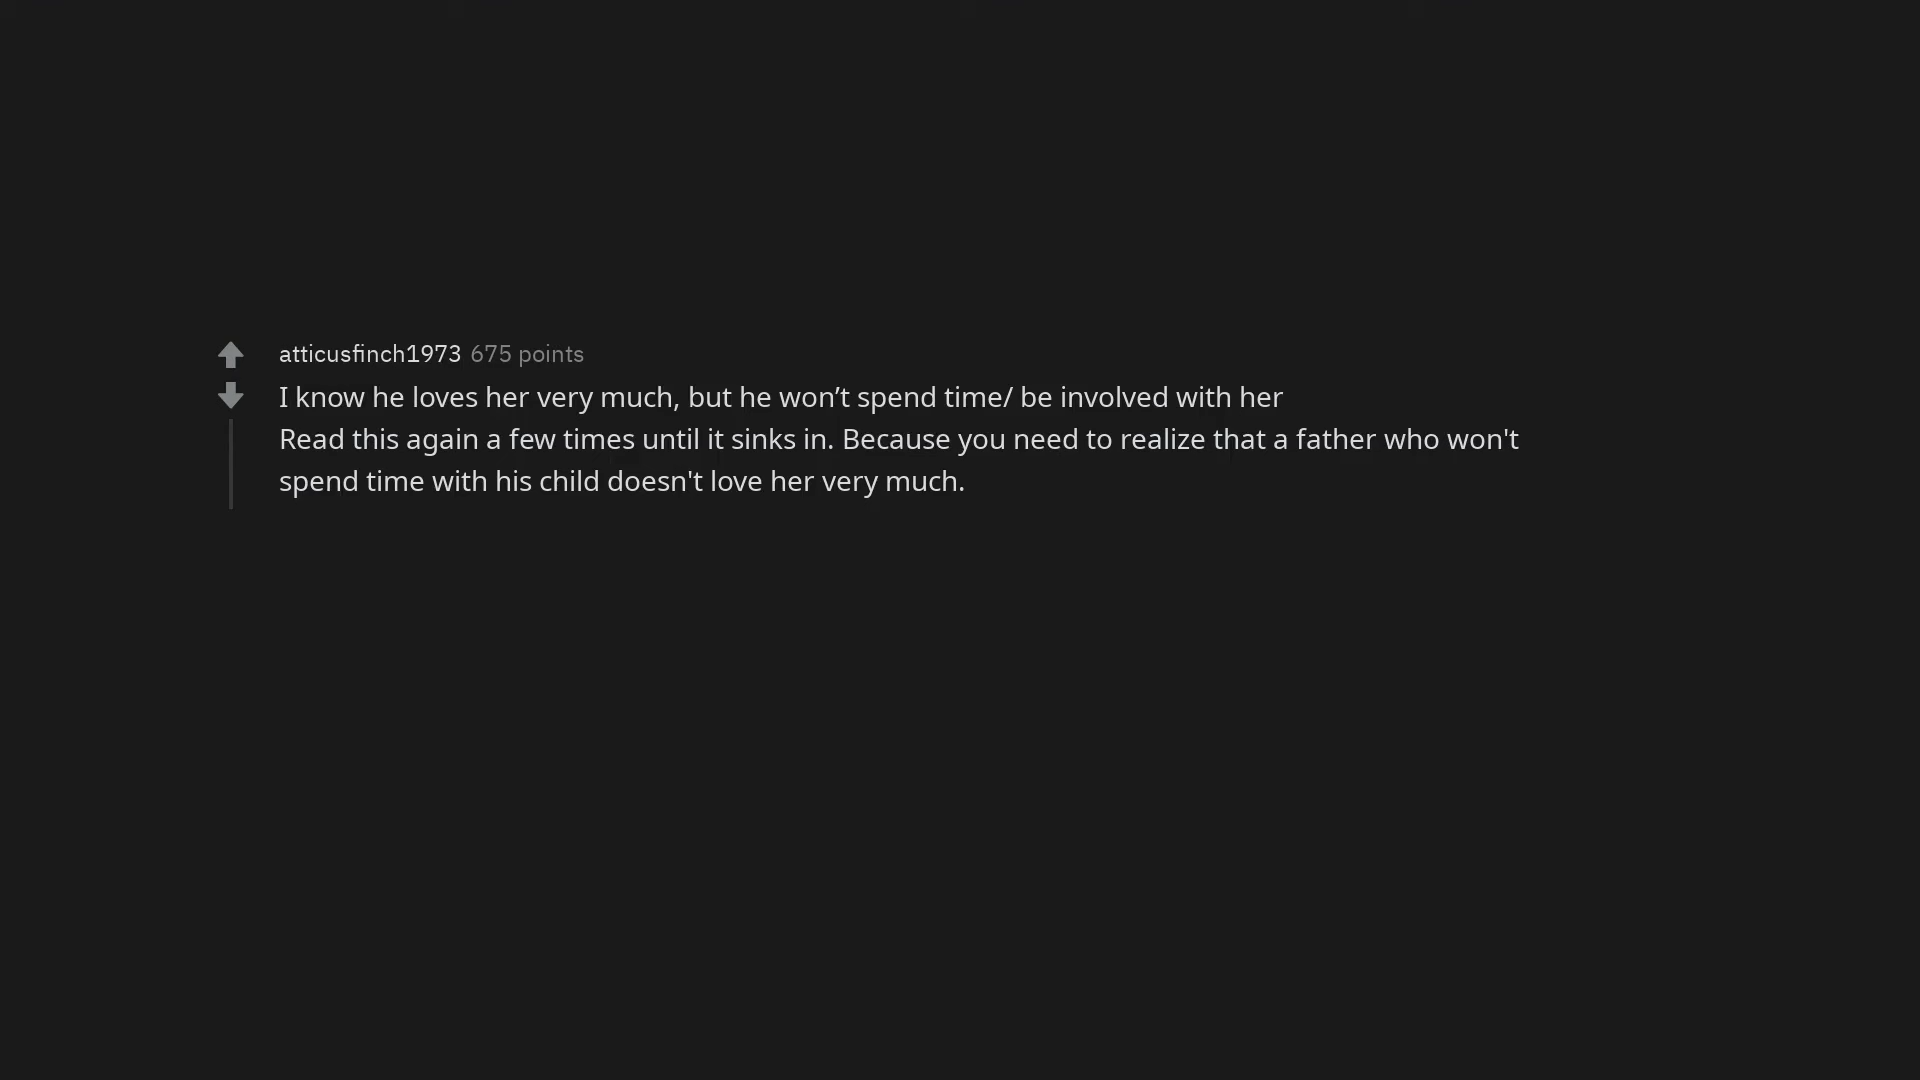 atticusfinch1973 675 points
I know he loves her very much, but he won’t spend time/ be involved with her
Read this again a few times until it sinks in. Because you need to realize that a father who won't
spend time with his child doesn't love her very much.